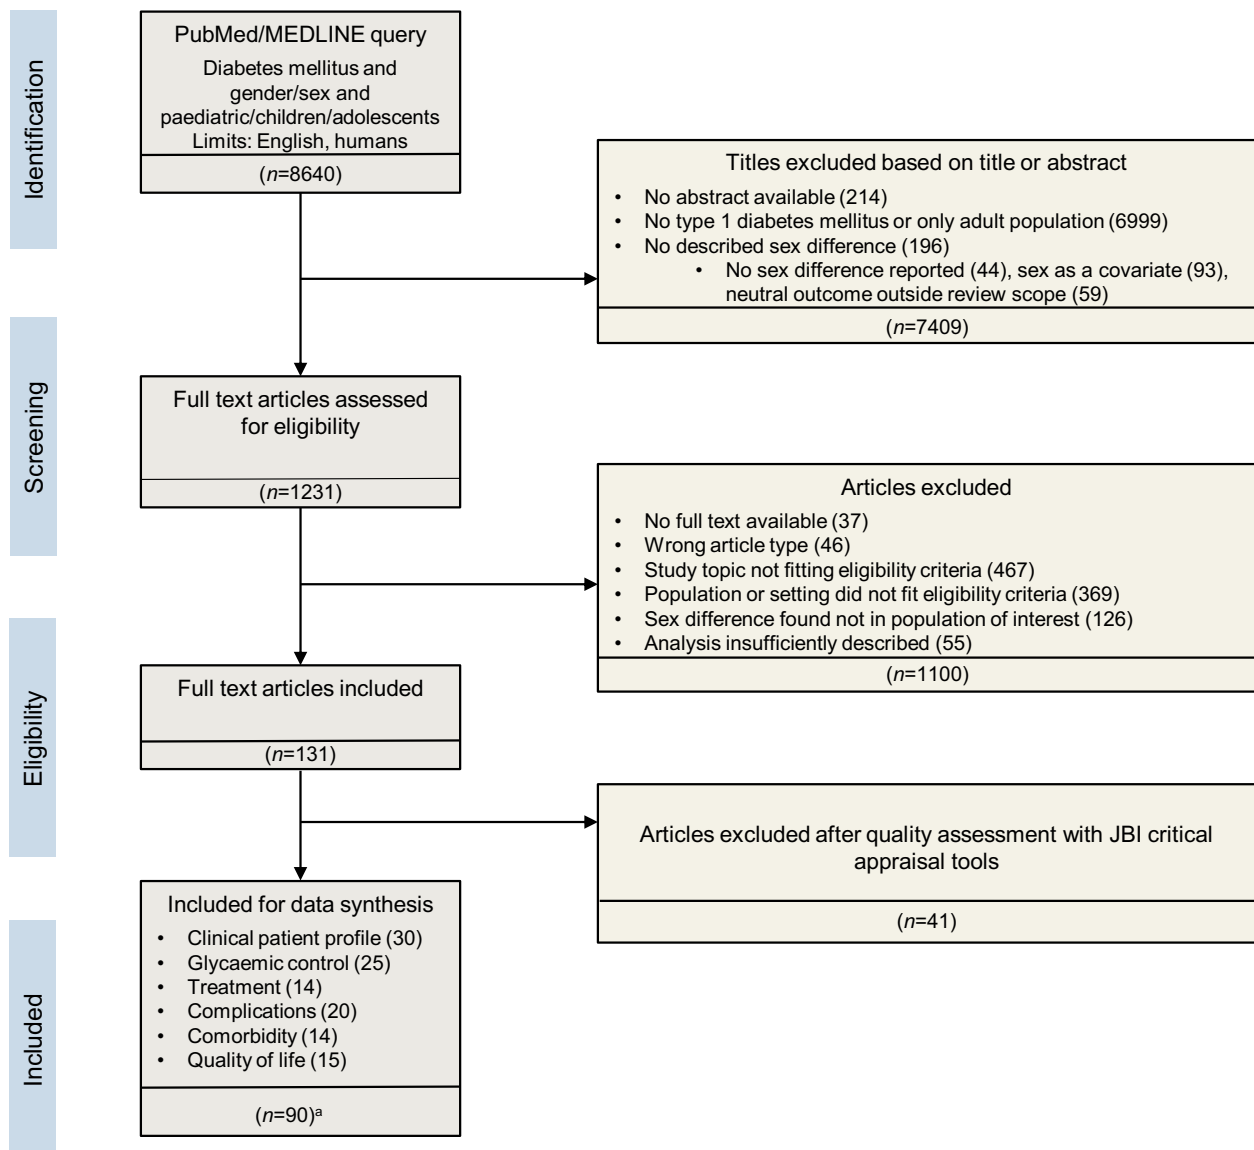 Identification
PubMed/MEDLINE query
Diabetes mellitus and
gender/sex and
paediatric/children/adolescents
Limits: English, humans
(n=8640)
Titles excluded based on title or abstract
• No abstract available (214)
• No type 1 diabetes mellitus or only adult population (6999)
• No described sex difference (196)
• No sex difference reported (44), sex as a covariate (93),
neutral outcome outside review scope (59)
(n=7409)
Screening
Full text articles assessed
for eligibility
(n=1231)
Articles excluded
• No full text available (37)
• Wrong article type (46)
• Study topic not fitting eligibility criteria (467)
• Population or setting did not fit eligibility criteria (369)
• Sex difference found not in population of interest (126)
• Analysis insufficiently described (55)
(n=1100)
Eligibility
Full text articles included
(n=131)
Articles excluded after quality assessment with JBI critical
appraisal tools
(n=41)
Included
Included for data synthesis
• Clinical patient profile (30)
• Glycaemic control (25)
• Treatment (14)
• Complications (20)
• Comorbidity (14)
• Quality of life (15)
(n=90)ᵃ